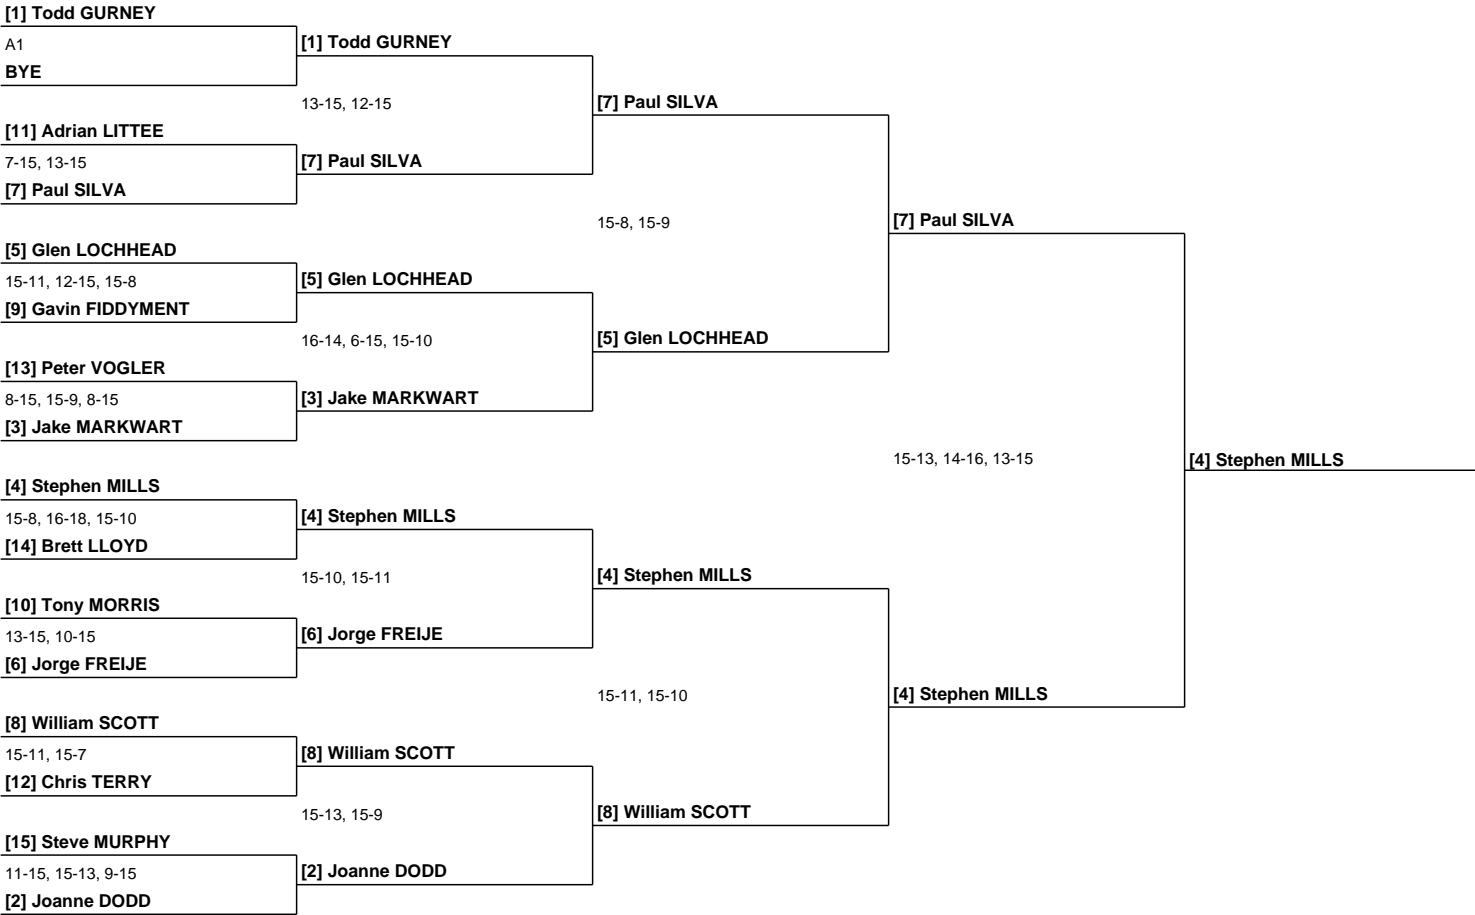 [1] Todd GURNEY
A1
BYE
[11] Adrian LITTEE
7-15, 13-15
[7] Paul SILVA
[5] Glen LOCHHEAD
15-11, 12-15, 15-8
[9] Gavin FIDDYMENT
[13] Peter VOGLER
8-15, 15-9, 8-15
[3] Jake MARKWART
[4] Stephen MILLS
15-8, 16-18, 15-10
[14] Brett LLOYD
[10] Tony MORRIS
13-15, 10-15
[6] Jorge FREIJE
[8] William SCOTT
15-11, 15-7
[12] Chris TERRY
[15] Steve MURPHY
11-15, 15-13, 9-15
[2] Joanne DODD
[1] Todd GURNEY
13-15, 12-15
[7] Paul SILVA
[5] Glen LOCHHEAD
16-14, 6-15, 15-10
[3] Jake MARKWART
[4] Stephen MILLS
15-10, 15-11
[6] Jorge FREIJE
[8] William SCOTT
15-13, 15-9
[2] Joanne DODD
[7] Paul SILVA
15-8, 15-9
[5] Glen LOCHHEAD
[4] Stephen MILLS
15-11, 15-10
[8] William SCOTT
[7] Paul SILVA
15-13, 14-16, 13-15
[4] Stephen MILLS
[4] Stephen MILLS